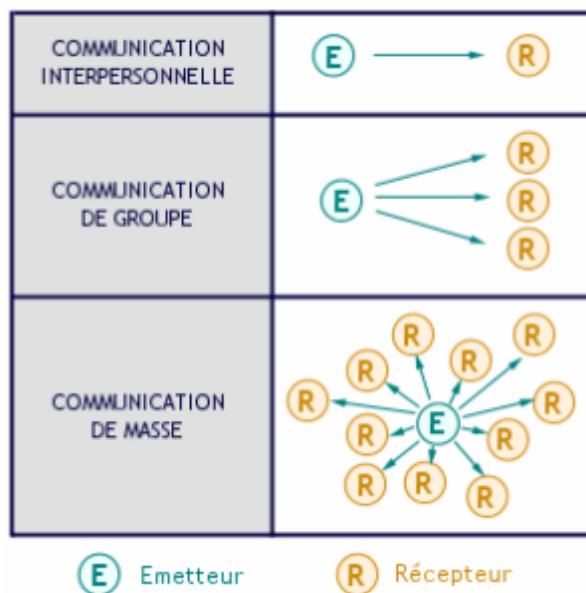 COMMUNICATION
INTERPERSONNELLE
E
R
COMMUNICATION
DE GROUPE
E
R
R
R
COMMUNICATION
DE MASSE
R
R
R
R
R
R
E
R
R
R
R
R
E Emetteur
R Récepteur